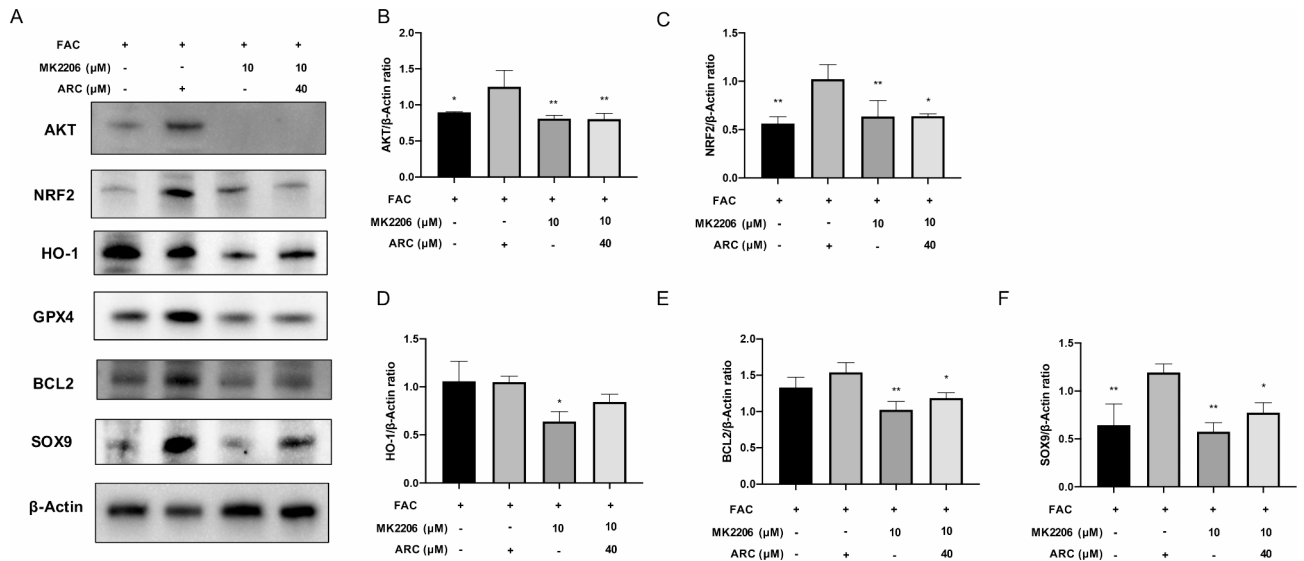 A
FAC + + + +
MK2206 (μM) - - 10 10
ARC (μM) - + - 40
AKT
NRF2
HO-1
GPX4
BCL2
SOX9
β-Actin
B
AKT/β-Actin ratio
2.0
1.5
1.0
0.5
0.0
* ** **
FAC + + + +
MK2206 (μM) - - 10 10
ARC (μM) - + - 40
C
NRF2/β-Actin ratio
1.5
1.0
0.5
0.0
** ** *
FAC + + + +
MK2206 (μM) - - 10 10
ARC (μM) - + - 40
D
HO-1/β-Actin ratio
1.5
1.0
0.5
0.0
*
FAC + + + +
MK2206 (μM) - - 10 10
ARC (μM) - + - 40
E
BCL2/β-Actin ratio
2.0
1.5
1.0
0.5
0.0
** *
FAC + + + +
MK2206 (μM) - - 10 10
ARC (μM) - + - 40
F
SOX9/β-Actin ratio
1.5
1.0
0.5
0.0
** ** *
FAC + + + +
MK2206 (μM) - - 10 10
ARC (μM) - + - 40